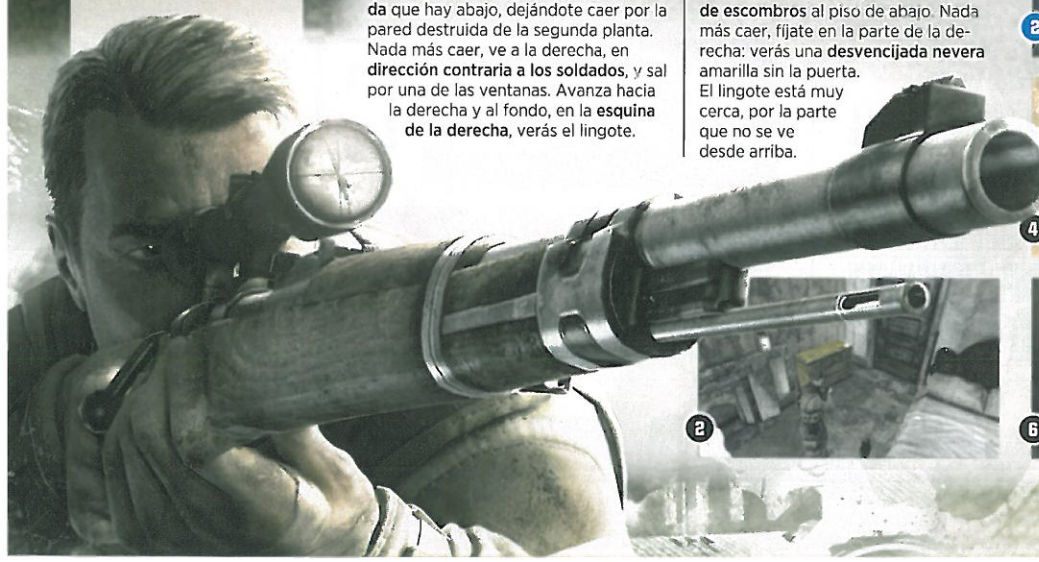 da que hay abajo, dejándote caer por la
pared destruida de la segunda planta.
Nada más caer, ve a la derecha, en
dirección contraria a los soldados, y sal
por una de las ventanas. Avanza hacia
la derecha y al fondo, en la esquina
de la derecha, verás el lingote.
de escombros al piso de abajo. Nada
más caer, fíjate en la parte de la de-
recha: verás una desvencijada nevera
amarilla sin la puerta.
El lingote está muy
cerca, por la parte
que no se ve
desde arriba.
2
4
2
6